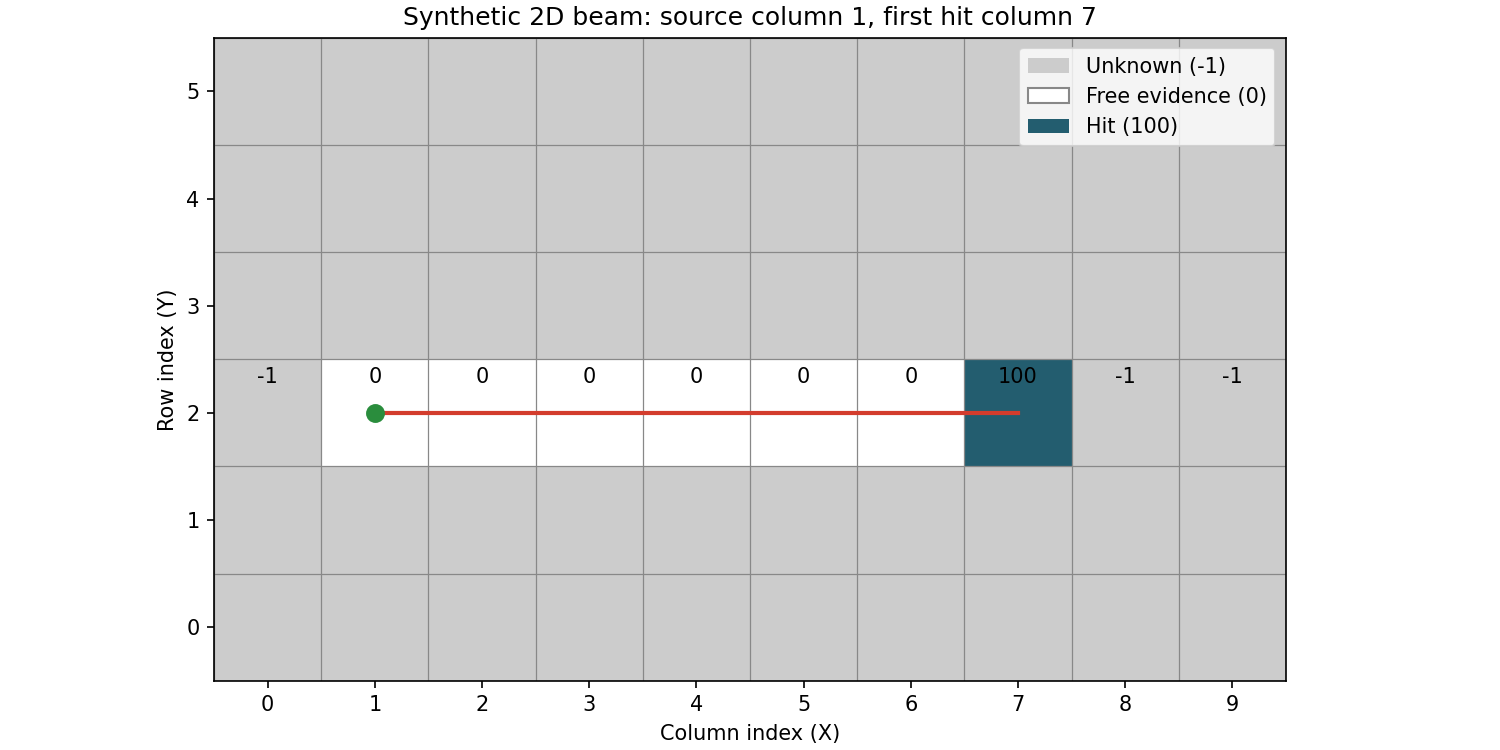 Synthetic 2D beam: source column 1, first hit column 7
Unknown (-1)
Free evidence (0)
Hit (100)
Row index (Y)
5
4
3
2
1
0
-1 0 0 0 0 0 0 100 -1 -1
0 1 2 3 4 5 6 7 8 9
Column index (X)